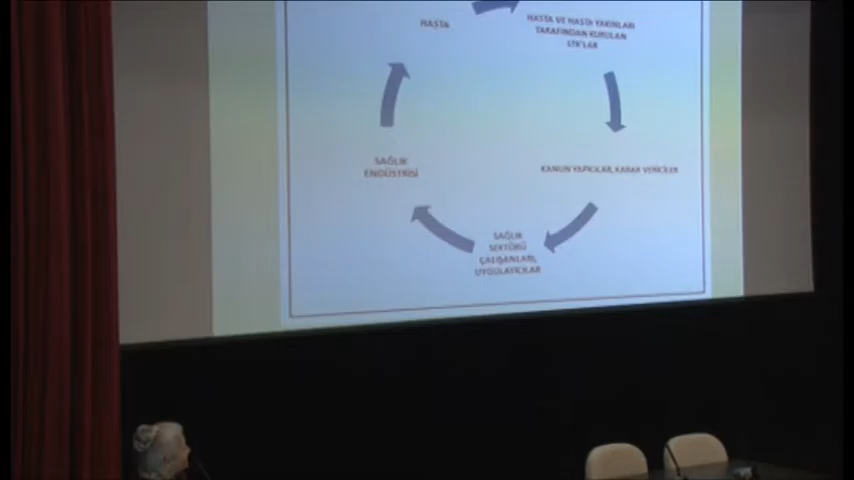 HASTA
HASTA VE HASTA YAKINLARI
TARAFINDAN KURULAN
STK'LAR
KANUN YAPICILAR, KARAR VERİCİLER
SAĞLIK
SEKTÖRÜ
ÇALIŞANLARI,
UYGULAYICILAR
SAĞLIK
ENDÜSTRİSİ